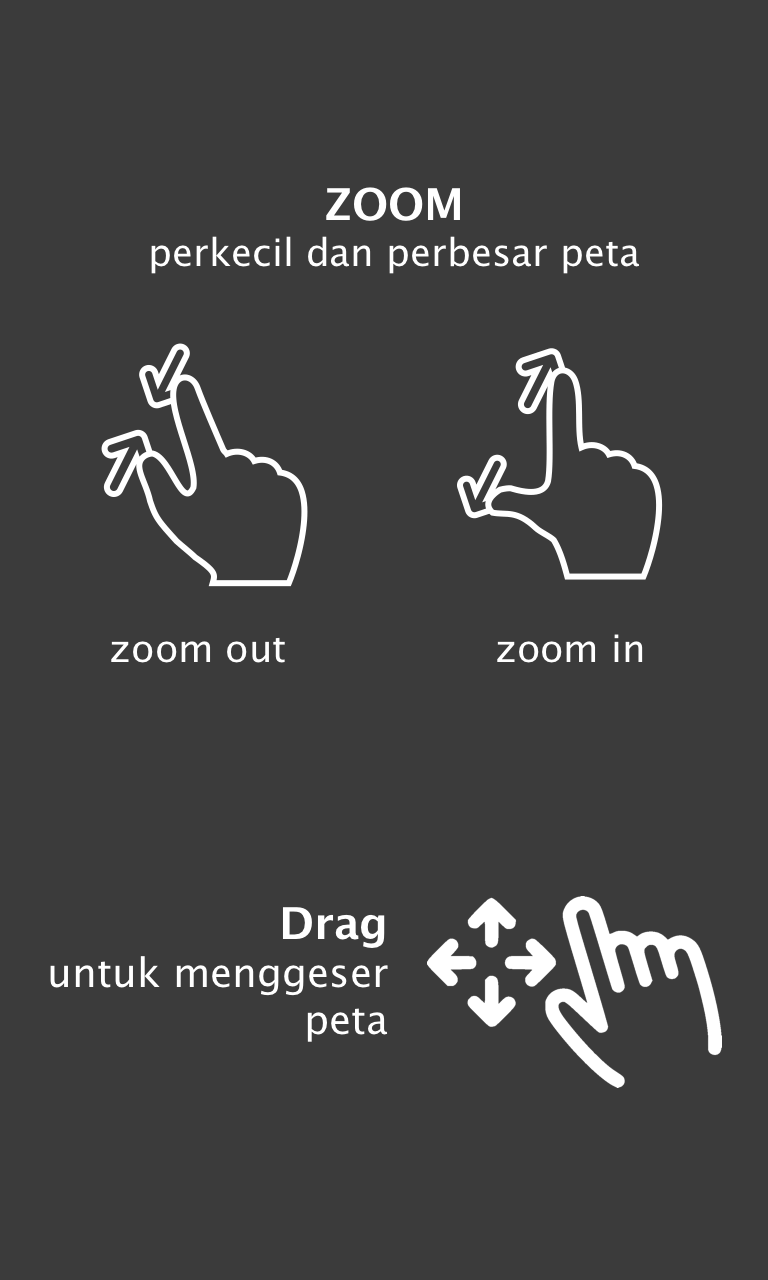 ZOOM
perkecil dan perbesar peta
zoom out
zoom in
Drag
untuk menggeser
peta